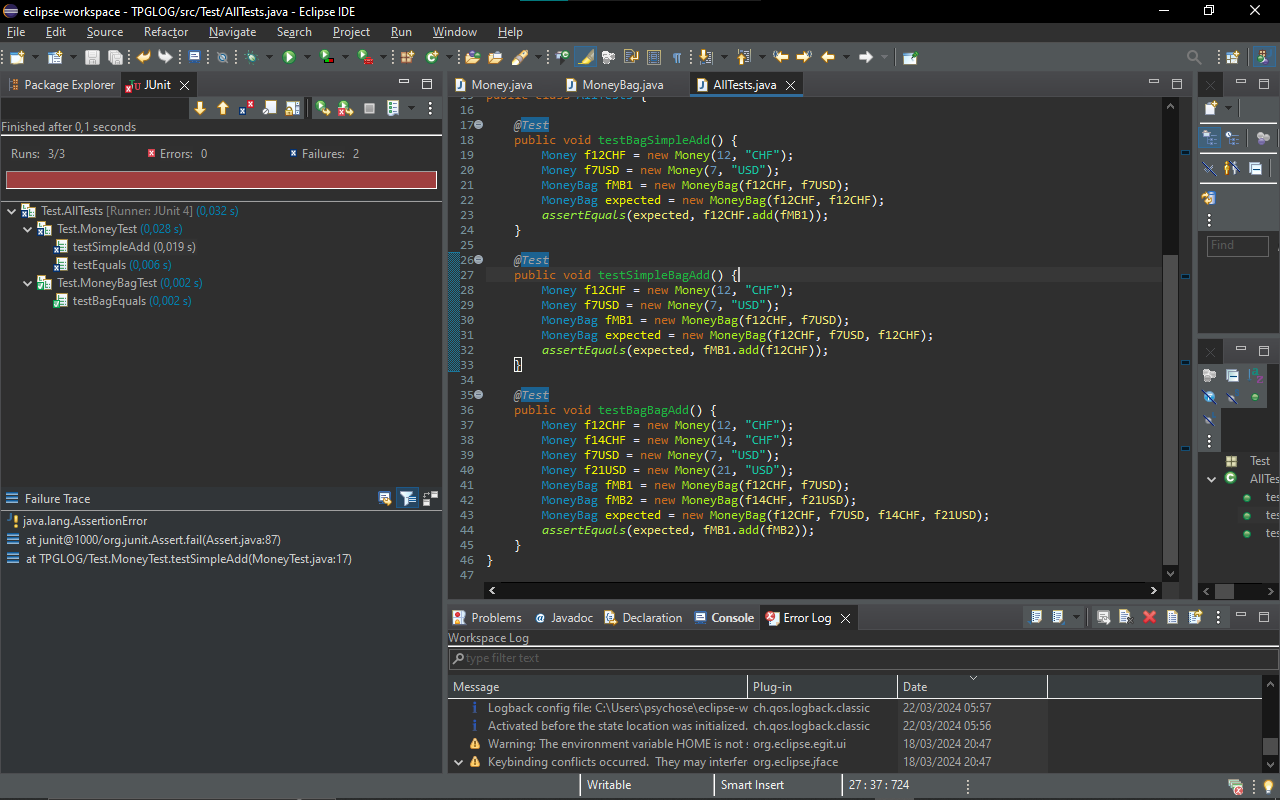 eclipse-workspace - TPGLOG/src/Test/AllTests.java - Eclipse IDE
File Edit Source Refactor Navigate Search Project Run Window Help
Package Explorer JUnit
Finished after 0,1 seconds
Runs: 3/3 Errors: 0 Failures: 2
Test.AllTests [Runner: JUnit 4] (0,032 s)
Test.MoneyTest (0,028 s)
testSimpleAdd (0,019 s)
testEquals (0,006 s)
Test.MoneyBagTest (0,002 s)
testBagEquals (0,002 s)
Failure Trace
java.lang.AssertionError
at junit@1000/org.junit.Assert.fail(Assert.java:87)
at TPGLOG/Test.MoneyTest.testSimpleAdd(MoneyTest.java:17)
Money.java MoneyBag.java AllTests.java
15 public class AllTests {
16
17 @Test
18 public void testBagSimpleAdd() {
19 Money f12CHF = new Money(12, "CHF");
20 Money f7USD = new Money(7, "USD");
21 MoneyBag fMB1 = new MoneyBag(f12CHF, f7USD);
22 MoneyBag expected = new MoneyBag(f12CHF, f12CHF);
23 assertEquals(expected, f12CHF.add(fMB1));
24 }
25
26 @Test
27 public void testSimpleBagAdd() {
28 Money f12CHF = new Money(12, "CHF");
29 Money f7USD = new Money(7, "USD");
30 MoneyBag fMB1 = new MoneyBag(f12CHF, f7USD);
31 MoneyBag expected = new MoneyBag(f12CHF, f7USD, f12CHF);
32 assertEquals(expected, fMB1.add(f12CHF));
33 }
34
35 @Test
36 public void testBagBagAdd() {
37 Money f12CHF = new Money(12, "CHF");
38 Money f14CHF = new Money(14, "CHF");
39 Money f7USD = new Money(7, "USD");
40 Money f21USD = new Money(21, "USD");
41 MoneyBag fMB1 = new MoneyBag(f12CHF, f7USD);
42 MoneyBag fMB2 = new MoneyBag(f14CHF, f21USD);
43 MoneyBag expected = new MoneyBag(f12CHF, f7USD, f14CHF, f21USD);
44 assertEquals(expected, fMB1.add(fMB2));
45 }
46 }
47
Find
Test
AllTes
tes
tes
tes
Problems Javadoc Declaration Console Error Log
Workspace Log
type filter text
Message Plug-in Date
Logback config file: C:\Users\psychose\eclipse-w ch.qos.logback.classic 22/03/2024 05:57
Activated before the state location was initialized. ch.qos.logback.classic 22/03/2024 05:56
Warning: The environment variable HOME is not s org.eclipse.egit.ui 18/03/2024 20:47
Keybinding conflicts occurred. They may interfer org.eclipse.jface 18/03/2024 20:47
Writable Smart Insert 27 : 37 : 724